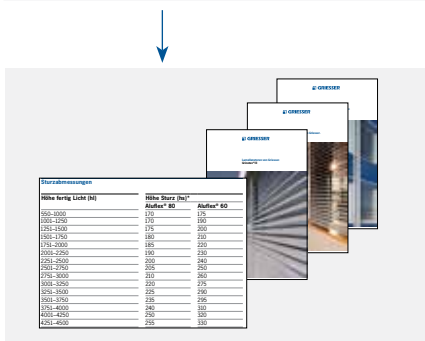 GRIESSER
GRIESSER
GRIESSER
Sturzabmessungen
Höhe fertig Licht (hl) Höhe Sturz (hs)*
Aluflex® 80 Aluflex® 60
550–1000 170 175
1001–1250 170 190
1251–1500 175 200
1501–1750 180 210
1751–2000 185 220
2001–2250 190 230
2251–2500 200 240
2501–2750 205 250
2751–3000 210 260
3001–3250 220 275
3251–3500 225 290
3501–3750 235 295
3751–4000 240 310
4001–4250 250 320
4251–4500 255 330